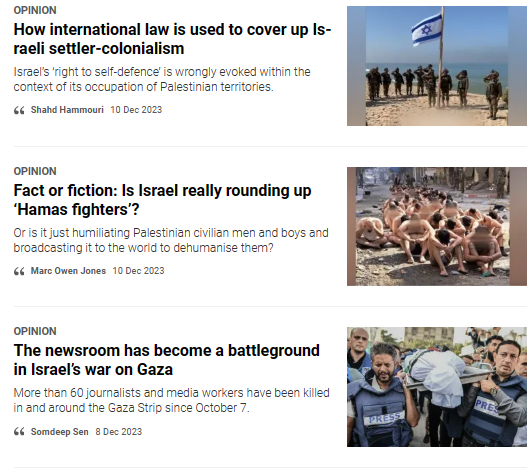 OPINION
How international law is used to cover up Is-
raeli settler-colonialism
Israel's 'right to self-defence' is wrongly evoked within the
context of its occupation of Palestinian territories.
Shahd Hammouri 10 Dec 2023
OPINION
Fact or fiction: Is Israel really rounding up
'Hamas fighters'?
Or is it just humiliating Palestinian civilian men and boys and
broadcasting it to the world to dehumanise them?
Marc Owen Jones 10 Dec 2023
OPINION
The newsroom has become a battleground
in Israel's war on Gaza
More than 60 journalists and media workers have been killed
in and around the Gaza Strip since October 7.
Somdeep Sen 8 Dec 2023
PRESS
PRESS